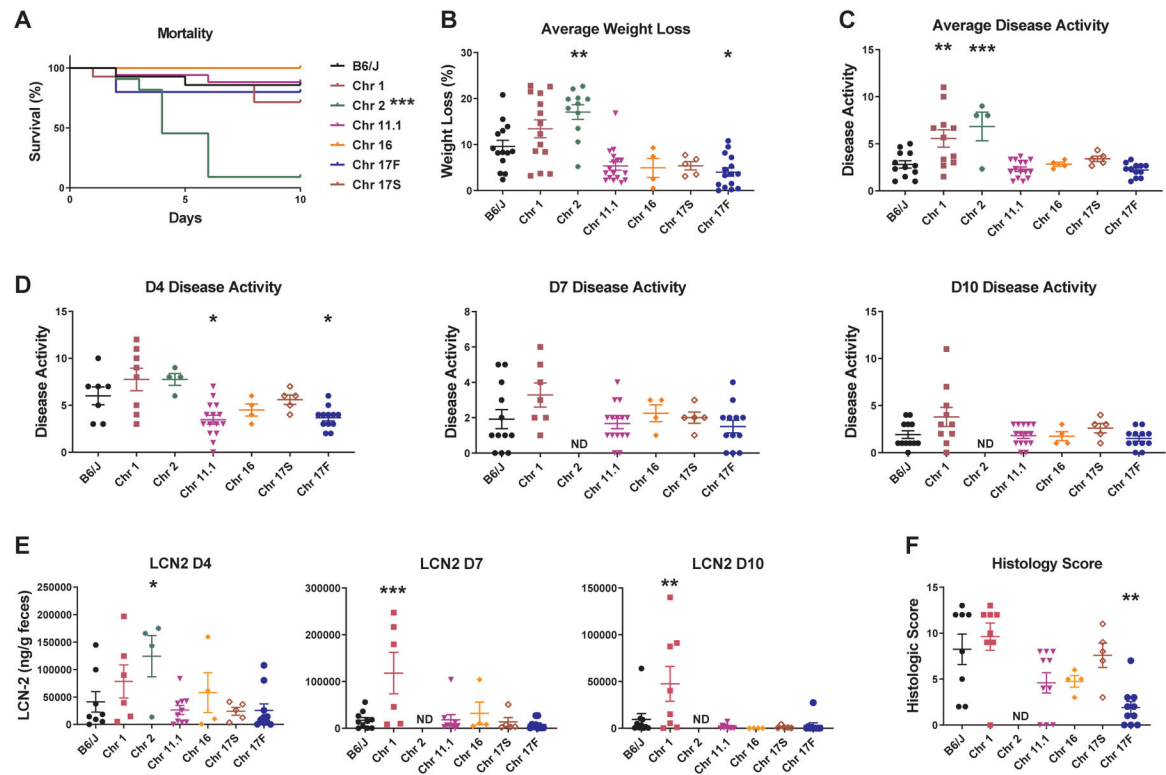 A
Mortality
Survival (%)
100
50
0
0
5
10
Days
B6/J
Chr 1
Chr 2 ***
Chr 11.1
Chr 16
Chr 17F
Chr 17S
B
Average Weight Loss
Weight Loss (%)
30
20
10
0
**
*
B6/J
Chr 1
Chr 2
Chr 11.1
Chr 16
Chr 17S
Chr 17F
C
Average Disease Activity
Disease Activity
15
10
5
0
**
***
B6/J
Chr 1
Chr 2
Chr 11.1
Chr 16
Chr 17S
Chr 17F
D
D4 Disease Activity
Disease Activity
15
10
5
0
*
*
B6/J
Chr 1
Chr 2
Chr 11.1
Chr 16
Chr 17S
Chr 17F
D7 Disease Activity
Disease Activity
8
6
4
2
0
ND
B6/J
Chr 1
Chr 2
Chr 11.1
Chr 16
Chr 17S
Chr 17F
D10 Disease Activity
Disease Activity
15
10
5
0
ND
B6/J
Chr 1
Chr 2
Chr 11.1
Chr 16
Chr 17S
Chr 17F
E
LCN2 D4
LCN-2 (ng/g feces)
250000
200000
150000
100000
50000
0
*
B6/J
Chr 1
Chr 2
Chr 11.1
Chr 16
Chr 17S
Chr 17F
LCN2 D7
300000
200000
100000
0
***
ND
B6/J
Chr 1
Chr 2
Chr 11.1
Chr 16
Chr 17S
Chr 17F
LCN2 D10
150000
100000
50000
0
**
ND
B6/J
Chr 1
Chr 2
Chr 11.1
Chr 16
Chr 17S
Chr 17F
F
Histology Score
Histologic Score
15
10
5
0
**
ND
B6/J
Chr 1
Chr 2
Chr 11.1
Chr 16
Chr 17S
Chr 17F